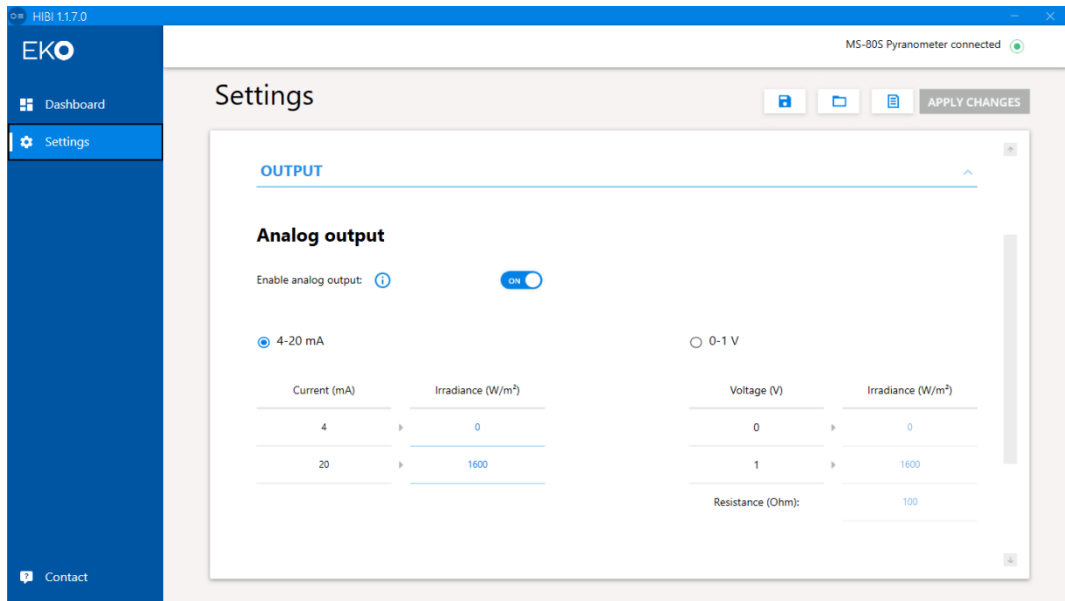 HIBI 1.1.7.0
EKO
MS-80S Pyranometer connected
Dashboard
Settings
Settings
APPLY CHANGES
OUTPUT
Analog output
Enable analog output: i ON
4-20 mA
0-1 V
Current (mA) Irradiance (W/m²)
4 0
20 1600
Voltage (V) Irradiance (W/m²)
0 0
1 1600
Resistance (Ohm): 100
? Contact